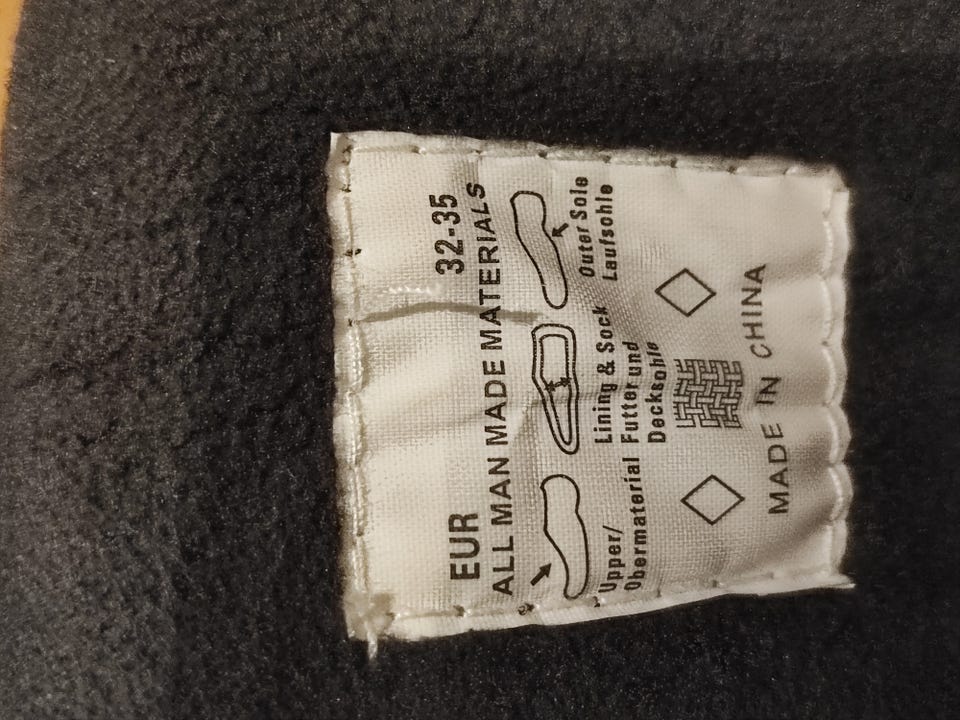 EUR 32-35
ALL MAN MADE MATERIALS
Upper/
Obermaterial
Lining & Sock
Futter und
Decksohle
Outer Sole
Laufsohle
MADE IN CHINA